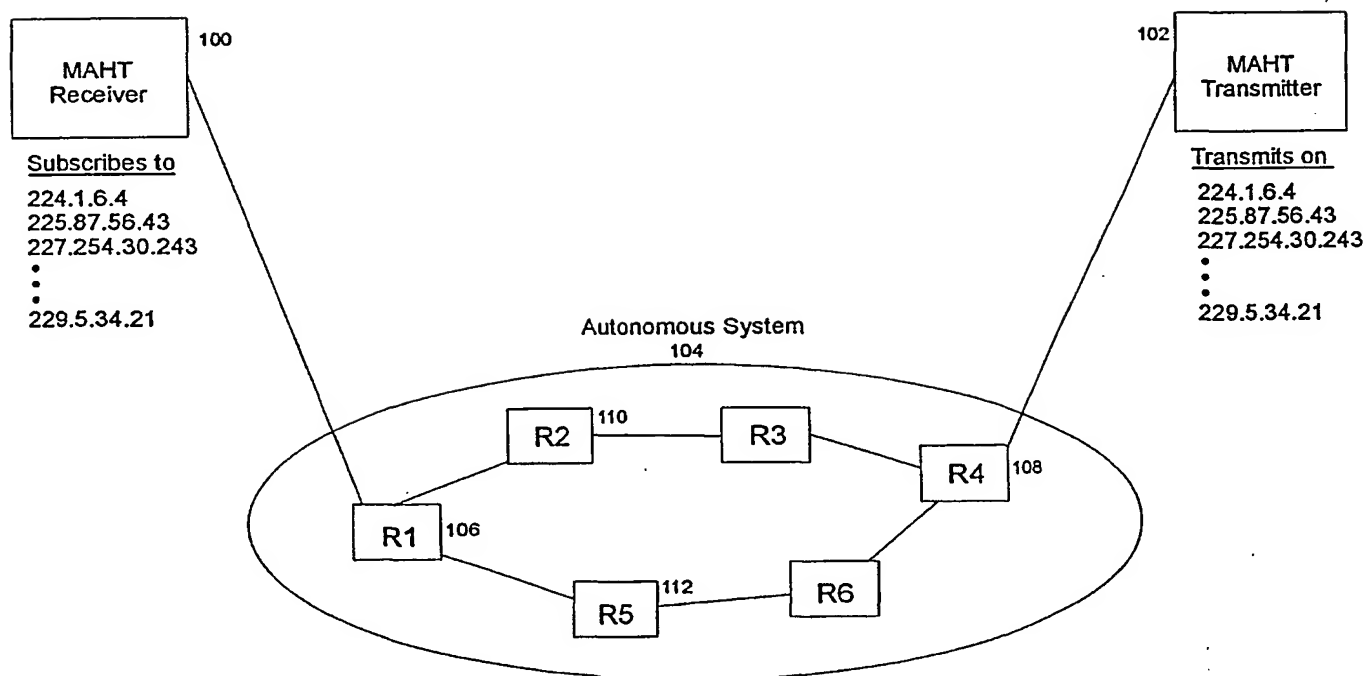 100
MAHT
Receiver
Subscribes to
224.1.6.4
225.87.56.43
227.254.30.243
229.5.34.21
102
MAHT
Transmitter
Transmits on
224.1.6.4
225.87.56.43
227.254.30.243
229.5.34.21
Autonomous System
104
R2
110
R3
R4
108
R1
106
R5
112
R6